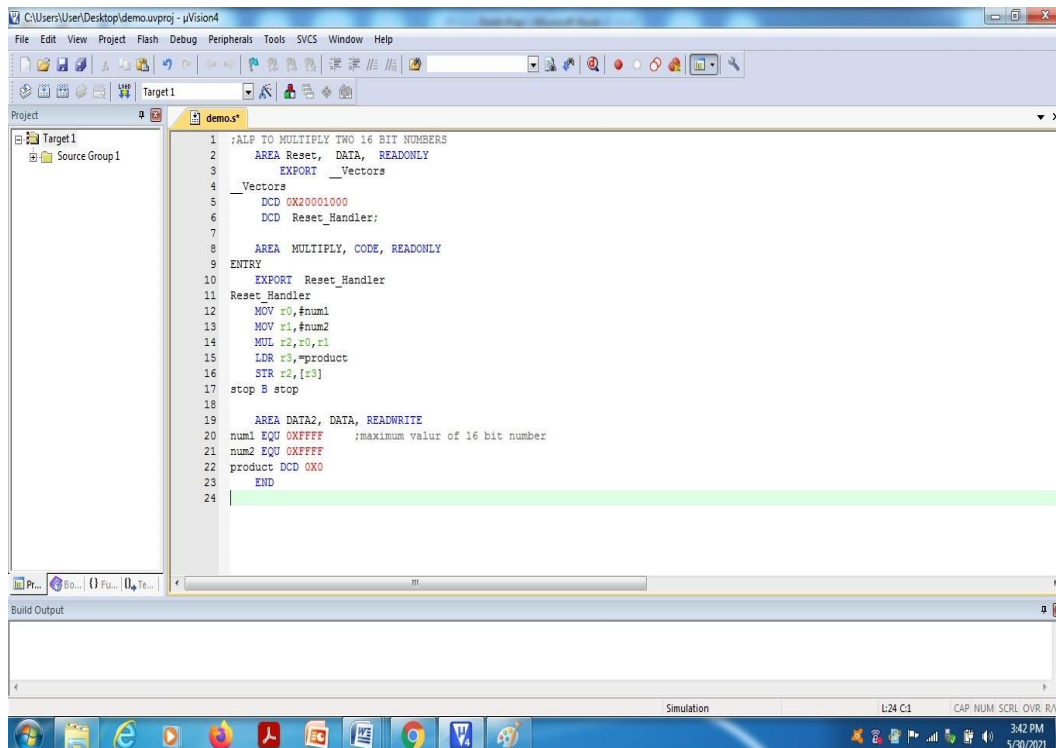 C:\Users\User\Desktop\demo.uvproj - µVision4
File Edit View Project Flash Debug Peripherals Tools SVCS Window Help
LOAD Target 1
Project
demo.s*
Target 1
Source Group 1
1 ;ALP TO MULTIPLY TWO 16 BIT NUMBERS
2 AREA Reset, DATA, READONLY
3 EXPORT __Vectors
4 __Vectors
5 DCD 0X20001000
6 DCD Reset_Handler;
7
8 AREA MULTIPLY, CODE, READONLY
9 ENTRY
10 EXPORT Reset_Handler
11 Reset_Handler
12 MOV r0,#num1
13 MOV r1,#num2
14 MUL r2,r0,r1
15 LDR r3,=product
16 STR r2,[r3]
17 stop B stop
18
19 AREA DATA2, DATA, READWRITE
20 num1 EQU 0XFFFF ;maximum valur of 16 bit number
21 num2 EQU 0XFFFF
22 product DCD 0X0
23 END
24
Pr... Bo... {} Fu... Te...
Build Output
Simulation L:24 C:1 CAP NUM SCRL OVR R/
3:42 PM
5/30/2021